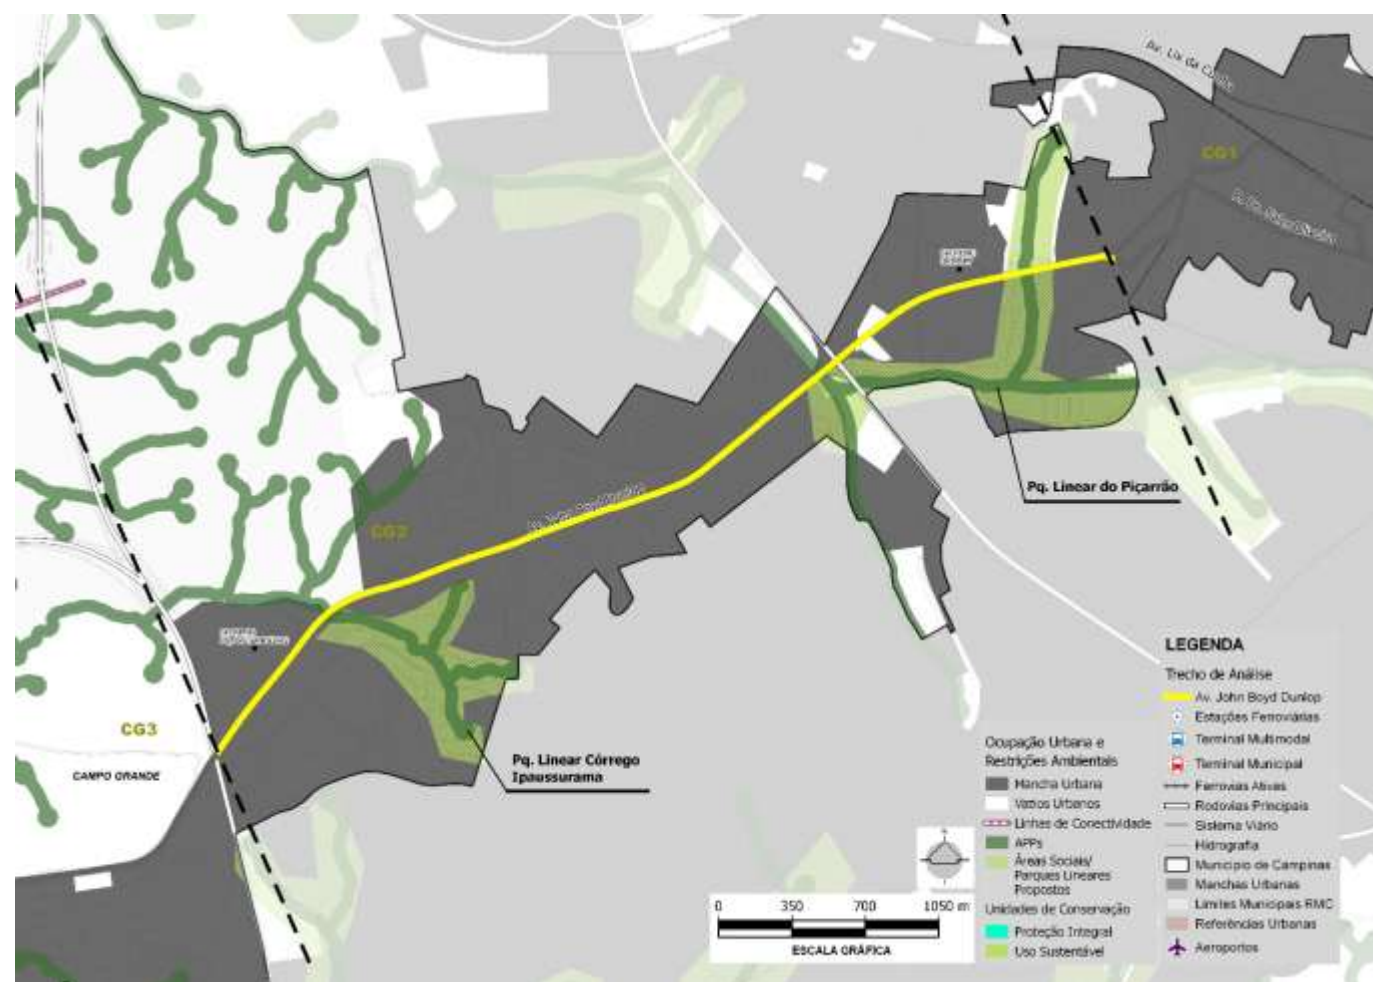 Av. Lix da Cunha
CG1
Pq. Linear do Piçarrão
CG2
CG3
CAMPO GRANDE
Pq. Linear Córrego
Ipaussurama
0 350 700 1050 m
ESCALA GRÁFICA
Ocupação Urbana e
Restrições Ambientais
Mancha Urbana
Vazios Urbanos
Linhas de Conectividade
APPs
Áreas Sociais/
Parques Lineares
Propostos
Unidades de Conservação
Proteção Integral
Uso Sustentável
LEGENDA
Trecho de Análise
Av. John Boyd Dunlop
Estações Ferroviárias
Terminal Multimodal
Terminal Municipal
Ferrovias Ativas
Rodovias Principais
Sistema Viário
Hidrografia
Município de Campinas
Manchas Urbanas
Limites Municipais RMC
Referências Urbanas
Aeroportos